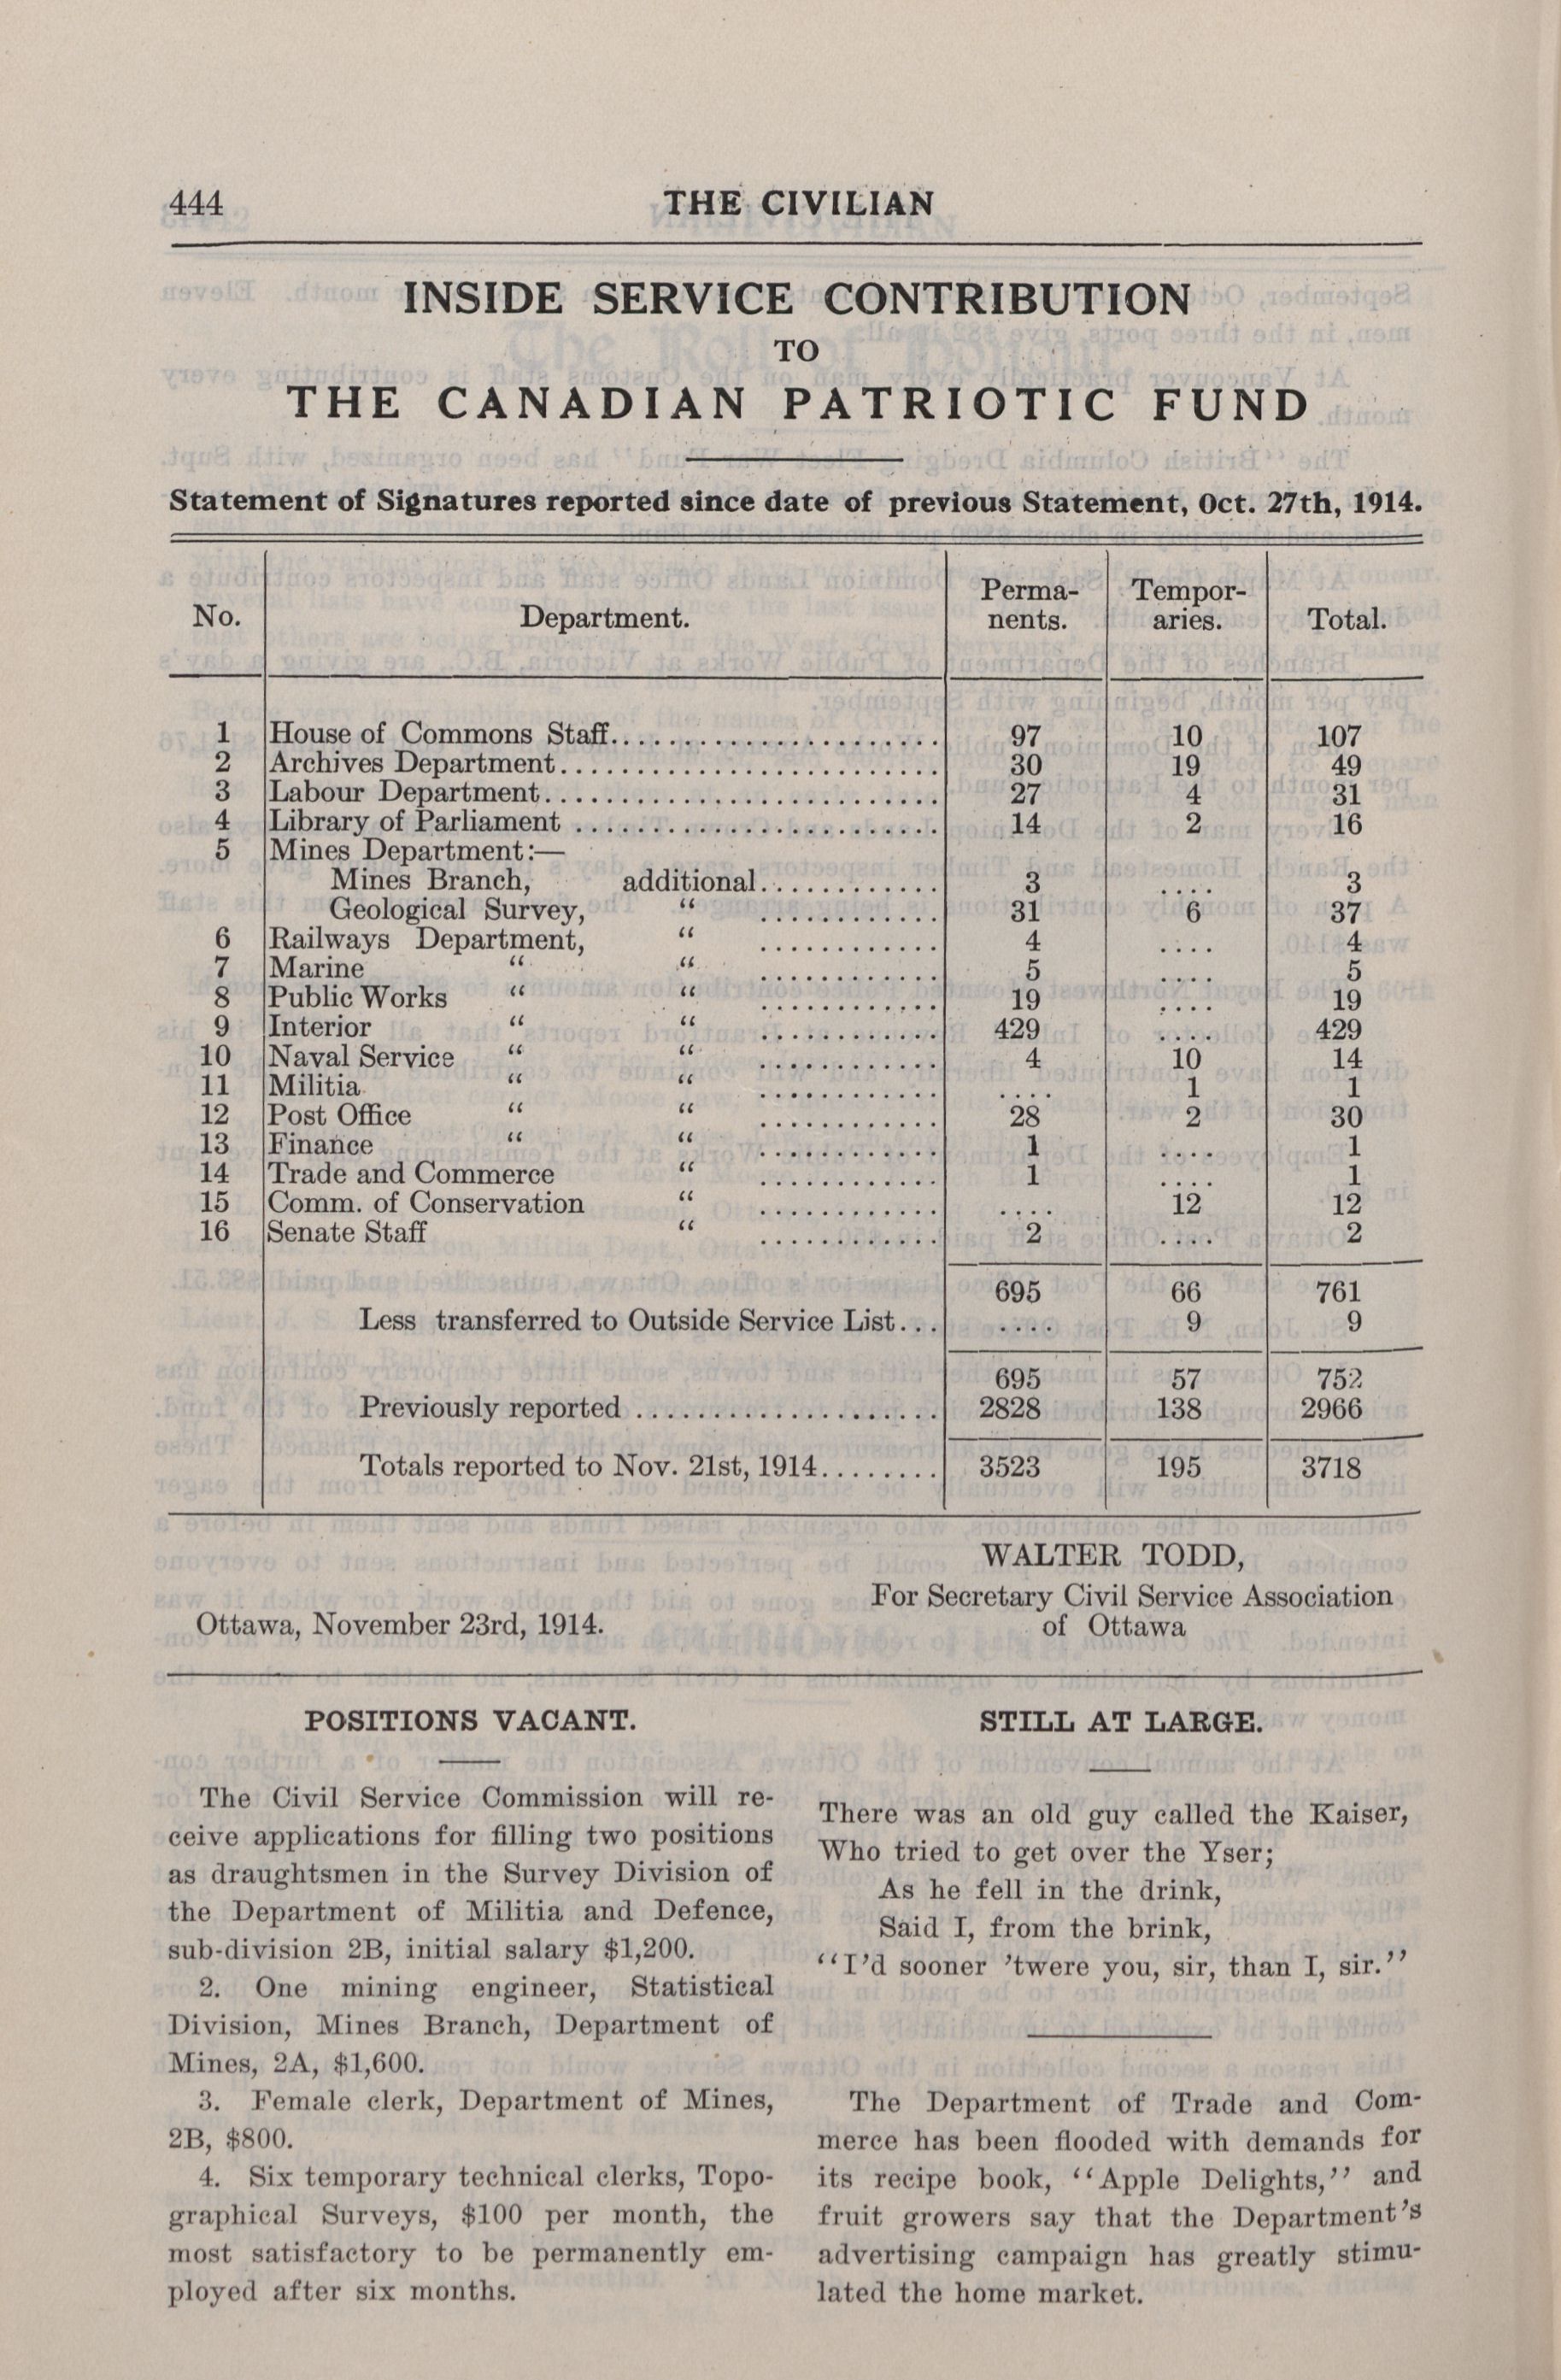 444 THE CIVILIAN
INSIDE SERVICE CONTRIBUTION
TO
THE CANADIAN PATRIOTIC FUND
Statement of Signatures reported since date of previous Statement, Oct. 27th, 1914.
No. Department. Perma- Tempor-
nents. aries. Total.
1 House of Commons Staff...................... 97 10 107
2 Archives Department......................... 30 19 49
3 Labour Department.......................... 27 4 31
4 Library of Parliament ........................ 14 2 16
5 Mines Department:—
Mines Branch, additional............ 3 .... 3
Geological Survey, “ ............ 31 6 37
6 Railways Department, “ ............ 4 .... 4
7 Marine “ “ ............ 5 .... 5
8 Public Works “ “ ............ 19 .... 19
9 Interior “ “ ............ 429 .... 429
10 Naval Service “ “ ............ 4 10 14
11 Militia “ “ ............ .... 1 1
12 Post Office “ “ ............ 28 2 30
13 Finance “ “ ............ 1 .... 1
14 Trade and Commerce “ ............ 1 .... 1
15 Comm. of Conservation “ ............ .... 12 12
16 Senate Staff “ ............ 2 .... 2
695 66 761
Less transferred to Outside Service List... .... 9 9
695 57 752
Previously reported .................... 2828 138 2966
Totals reported to Nov. 21st, 1914........ 3523 195 3718
WALTER TODD,
For Secretary Civil Service Association
Ottawa, November 23rd, 1914. of Ottawa
POSITIONS VACANT.
The Civil Service Commission will re-
ceive applications for filling two positions
as draughtsmen in the Survey Division of
the Department of Militia and Defence,
sub-division 2B, initial salary $1,200.
2. One mining engineer, Statistical
Division, Mines Branch, Department of
Mines, 2A, $1,600.
3. Female clerk, Department of Mines,
2B, $800.
4. Six temporary technical clerks, Topo-
graphical Surveys, $100 per month, the
most satisfactory to be permanently em-
ployed after six months.
STILL AT LARGE.
There was an old guy called the Kaiser,
Who tried to get over the Yser;
As he fell in the drink,
Said I, from the brink,
“I’d sooner ’twere you, sir, than I, sir.”
The Department of Trade and Com-
merce has been flooded with demands for
its recipe book, “Apple Delights,” and
fruit growers say that the Department’s
advertising campaign has greatly stimu-
lated the home market.